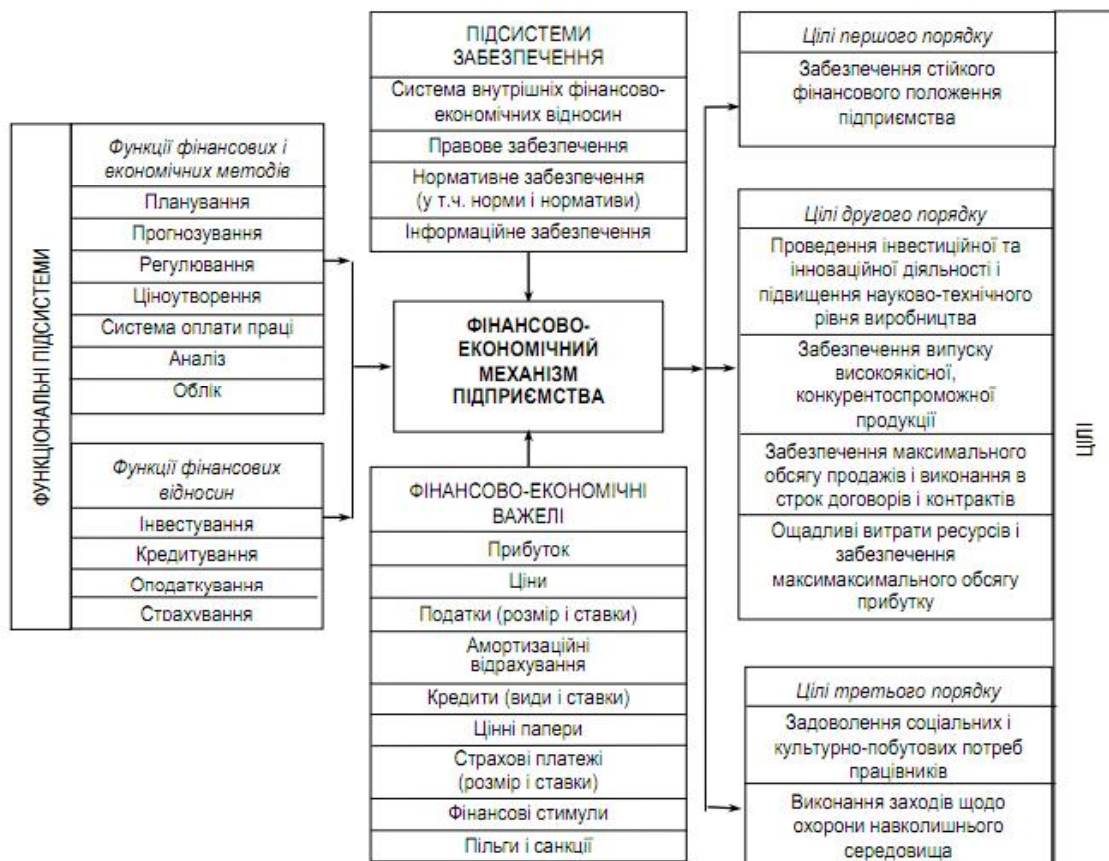 ФУНКЦІОНАЛЬНІ ПІДСИСТЕМИ
Функції фінансових і
економічних методів
Планування
Прогнозування
Регулювання
Ціноутворення
Система оплати праці
Аналіз
Облік
Функції фінансових
відносин
Інвестування
Кредитування
Оподаткування
Страхування
ПІДСИСТЕМИ
ЗАБЕЗПЕЧЕННЯ
Система внутрішніх фінансово-
економічних відносин
Правове забезпечення
Нормативне забезпечення
(у т.ч. норми і нормативи)
Інформаційне забезпечення
ФІНАНСОВО-
ЕКОНОМІЧНИЙ
МЕХАНІЗМ
ПІДПРИЄМСТВА
ФІНАНСОВО-ЕКОНОМІЧНІ
ВАЖЕЛІ
Прибуток
Ціни
Податки (розмір і ставки)
Амортизаційні
відрахування
Кредити (види і ставки)
Цінні папери
Страхові платежі
(розмір і ставки)
Фінансові стимули
Пільги і санкції
Цілі першого порядку
Забезпечення стійкого
фінансового положення
підприємства
Цілі другого порядку
Проведення інвестиційної та
інноваційної діяльності і
підвищення науково-технічного
рівня виробництва
Забезпечення випуску
високоякісної,
конкурентоспроможної
продукції
Забезпечення максимального
обсягу продажів і виконання в
строк договорів і контрактів
Ощадливі витрати ресурсів і
забезпечення
максимаксимального обсягу
прибутку
Цілі третього порядку
Задоволення соціальних і
культурно-побутових потреб
працівників
Виконання заходів щодо
охорони навколишнього
середовища
ЦІЛІ